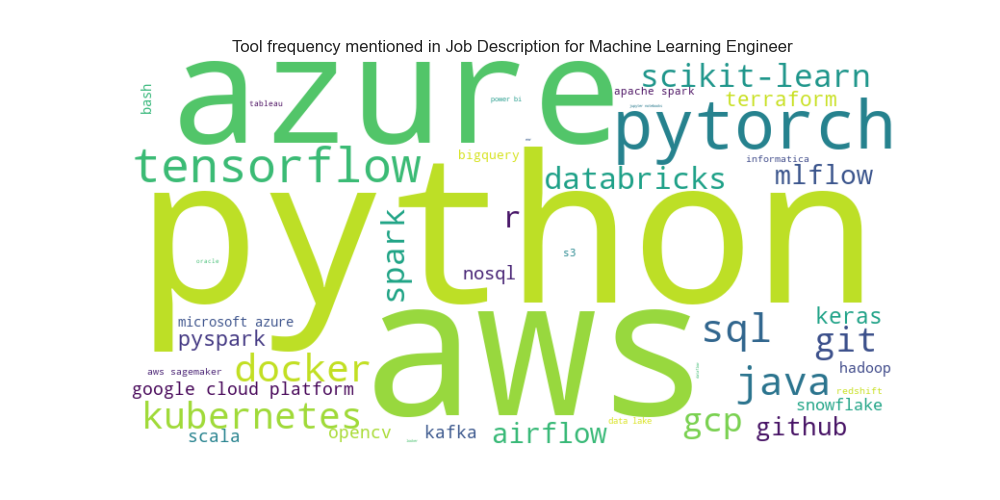 Tool frequency mentioned in Job Description for Machine Learning Engineer
azure
scikit-learn
bash
tableau
power bi
apache spark
terraform
jupyter notebooks
pytorch
tensorflow
bigquery
informatica
databricks
mlflow
python
spark
r
s3
nosql
oracle
aws
microsoft azure
pyspark
sql
keras
git
docker
aws sagemaker
hadoop
google cloud platform
java
redshift
snowflake
kubernetes
data lake
gcp
github
scala
opencv
kafka
airflow